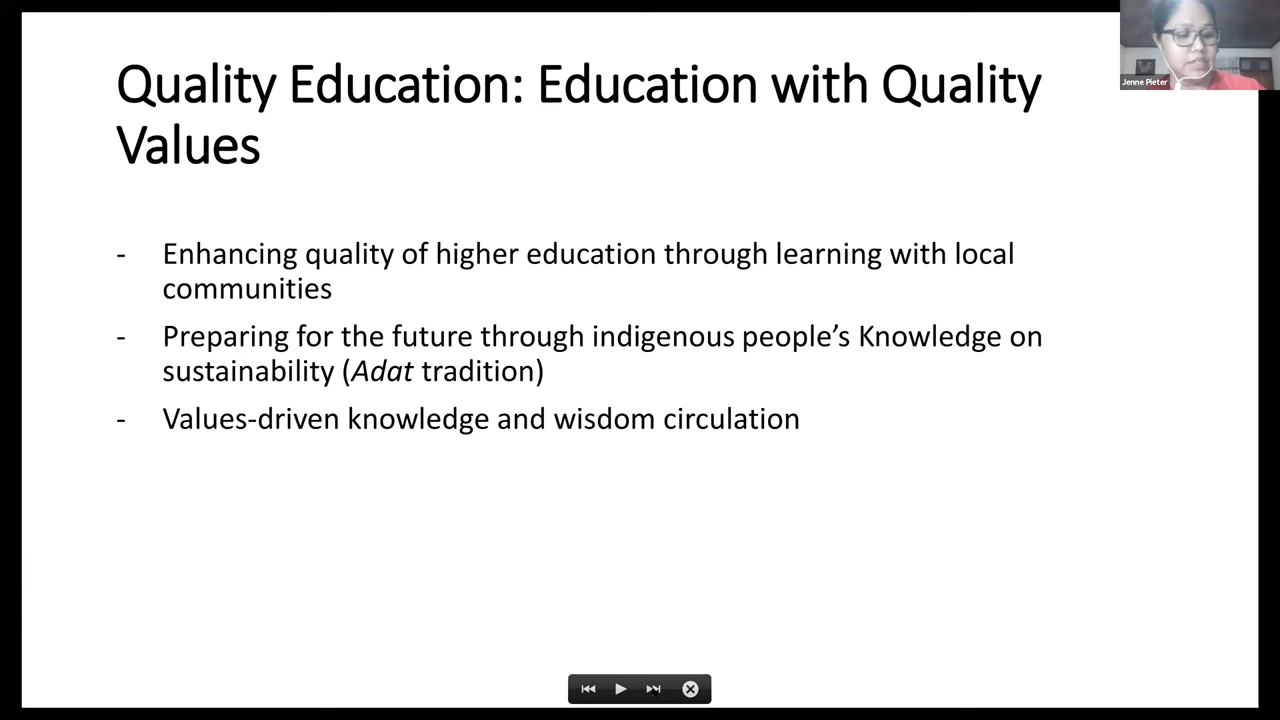 Quality Education: Education with Quality
Values
- Enhancing quality of higher education through learning with local
communities
- Preparing for the future through indigenous people’s Knowledge on
sustainability (Adat tradition)
- Values-driven knowledge and wisdom circulation
Jenne Pieter